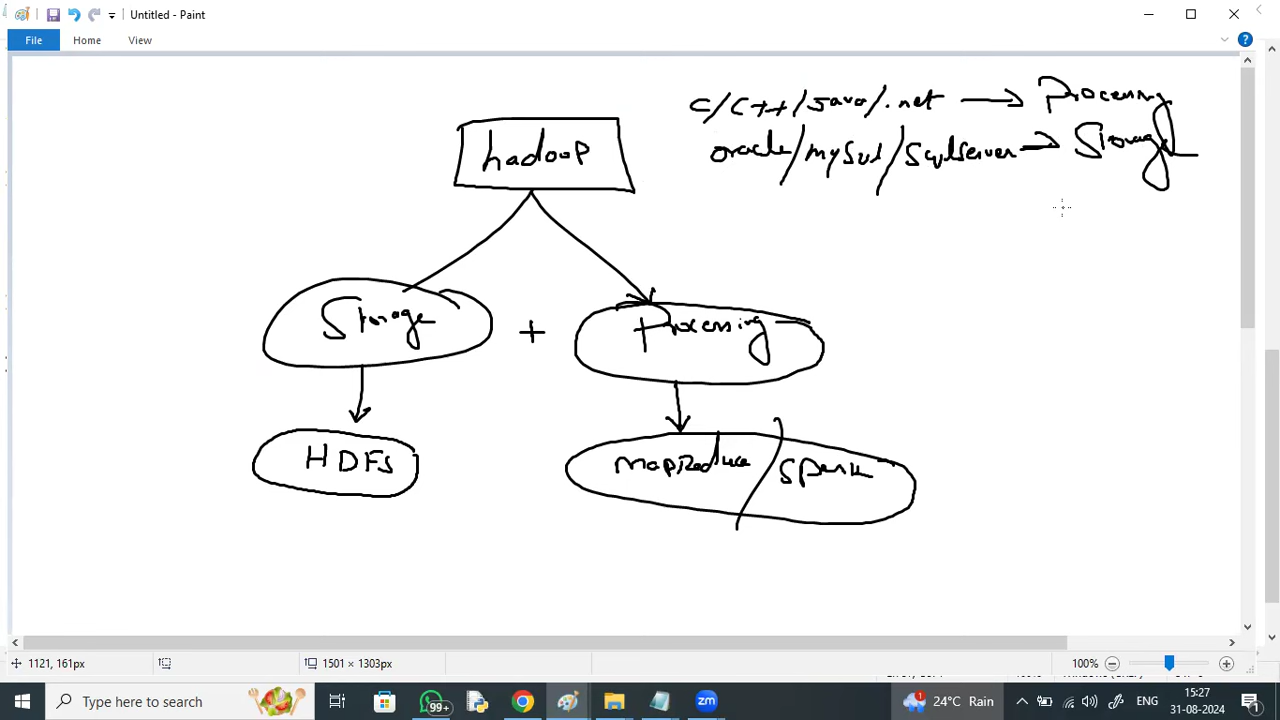 Untitled - Paint
File Home View
c/c++/Java/.net → Processing
hadoop
oracle/mySql/SqlServer → Storage
Storage + Processing
HDFS
MapReduce/Spark
1121, 161px
1501 × 1303px
100%
Type here to search
99+
24°C Rain
ENG
15:27
31-08-2024
1